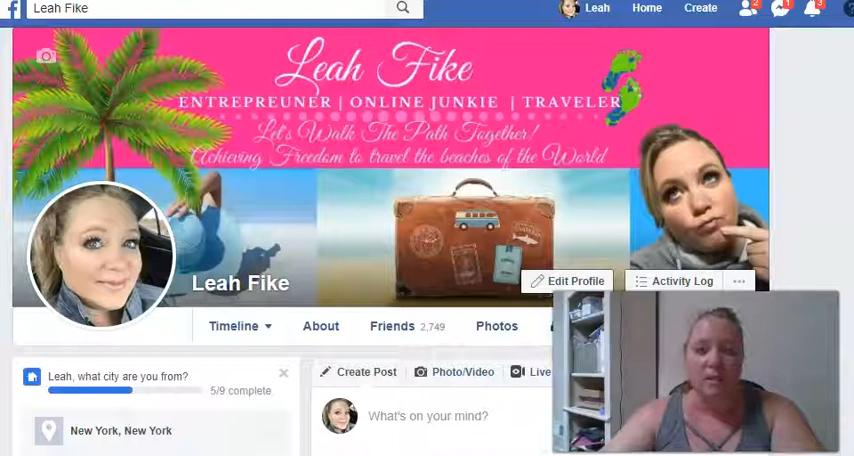 Leah Fike
Leah
Home
Create
2
1
3
Leah Fike
ENTREPREUNER | ONLINE JUNKIE | TRAVELER
Let's Walk The Path Together!
Achieving Freedom to travel the beaches of the World
Leah Fike
Edit Profile
Activity Log
Timeline
About
Friends 2,749
Photos
Leah, what city are you from?
5/9 complete
New York, New York
Create Post
Photo/Video
Live
What's on your mind?